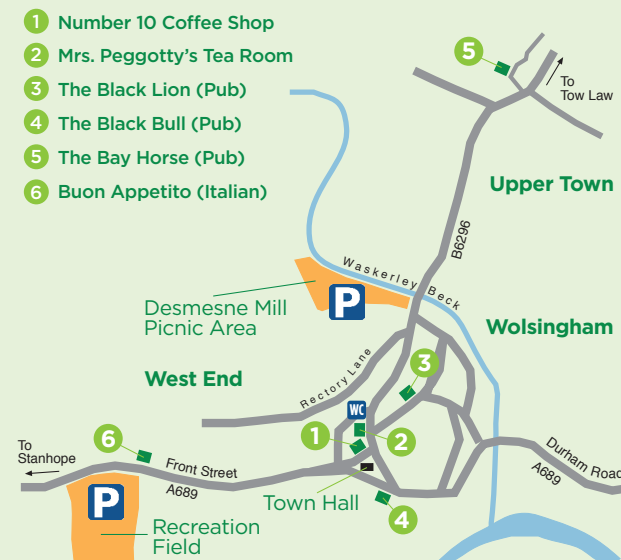 1 Number 10 Coffee Shop
2 Mrs. Peggotty's Tea Room
3 The Black Lion (Pub)
4 The Black Bull (Pub)
5 The Bay Horse (Pub)
6 Buon Appetito (Italian)
5
To
Tow Law
Upper Town
B6296
Waskerley Beck
P
Desmesne Mill
Picnic Area
Wolsingham
West End
Rectory Lane
3
WC
1
2
6
To
Stanhope
Front Street
A689
Durham Road
A689
Town Hall
4
P
Recreation
Field